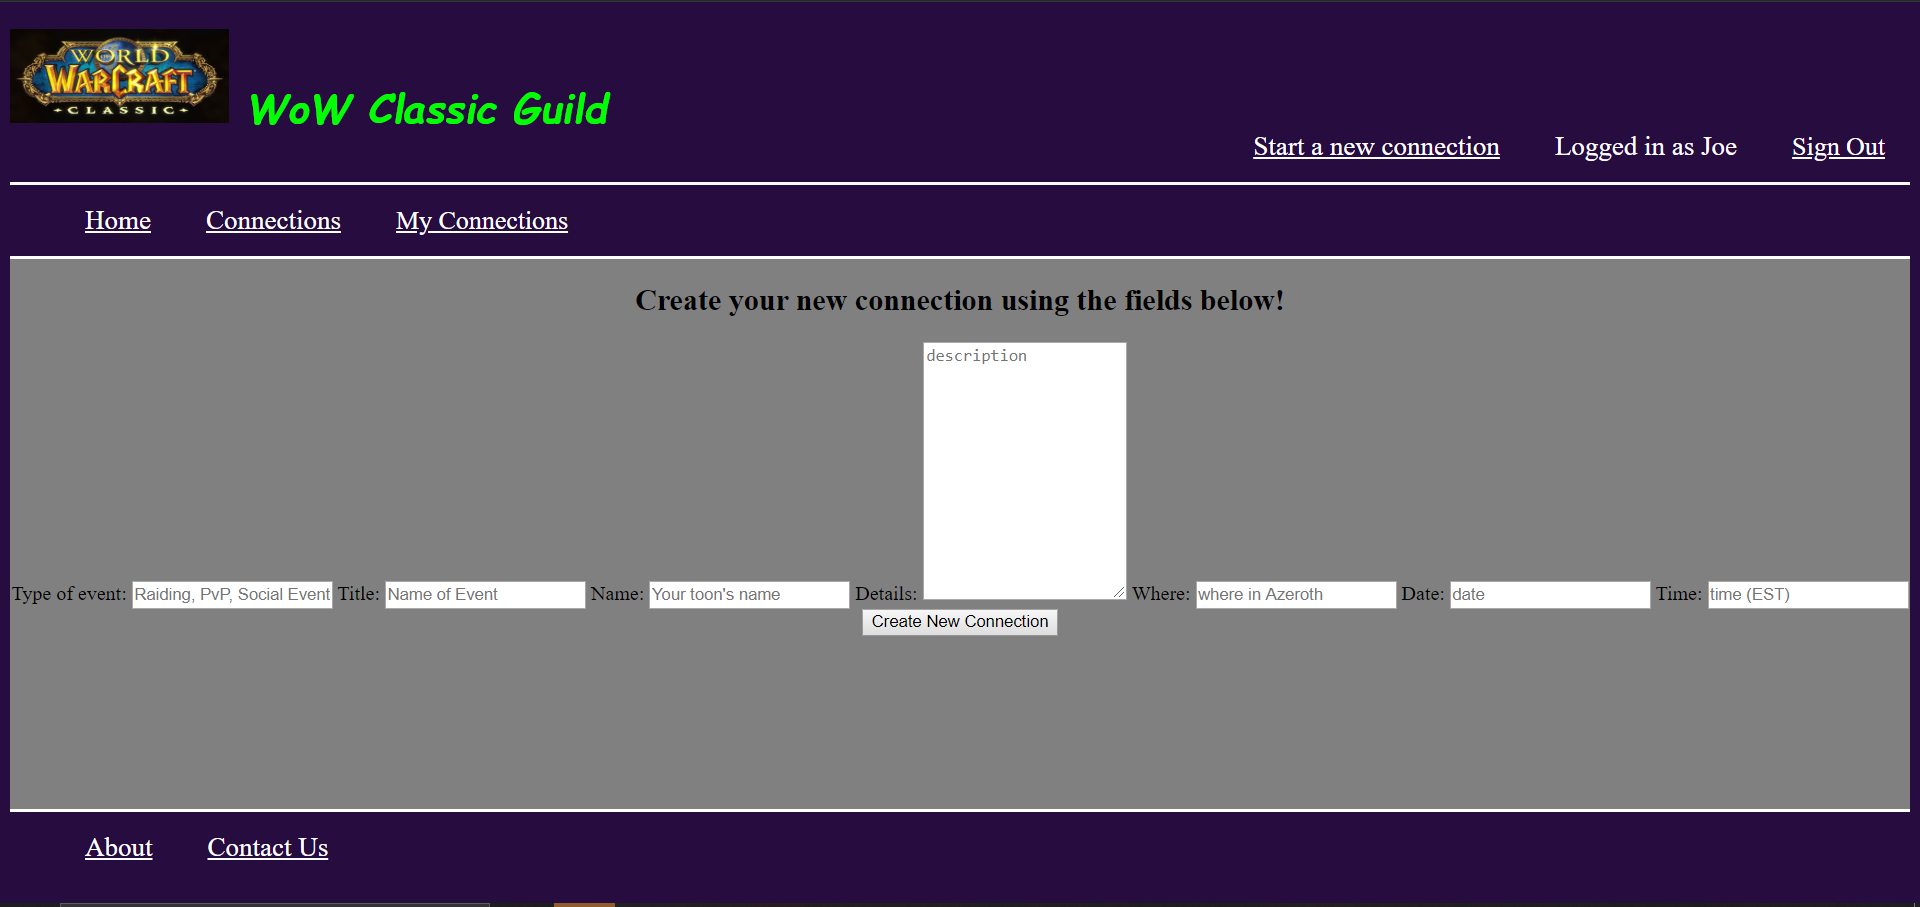 WORLD
OF
WARCRAFT
CLASSIC
WoW Classic Guild
Start a new connection Logged in as Joe Sign Out
Home Connections My Connections
Create your new connection using the fields below!
description
Type of event: Raiding, PvP, Social Event Title: Name of Event Name: Your toon's name Details: Where: where in Azeroth Date: date Time: time (EST)
Create New Connection
About Contact Us